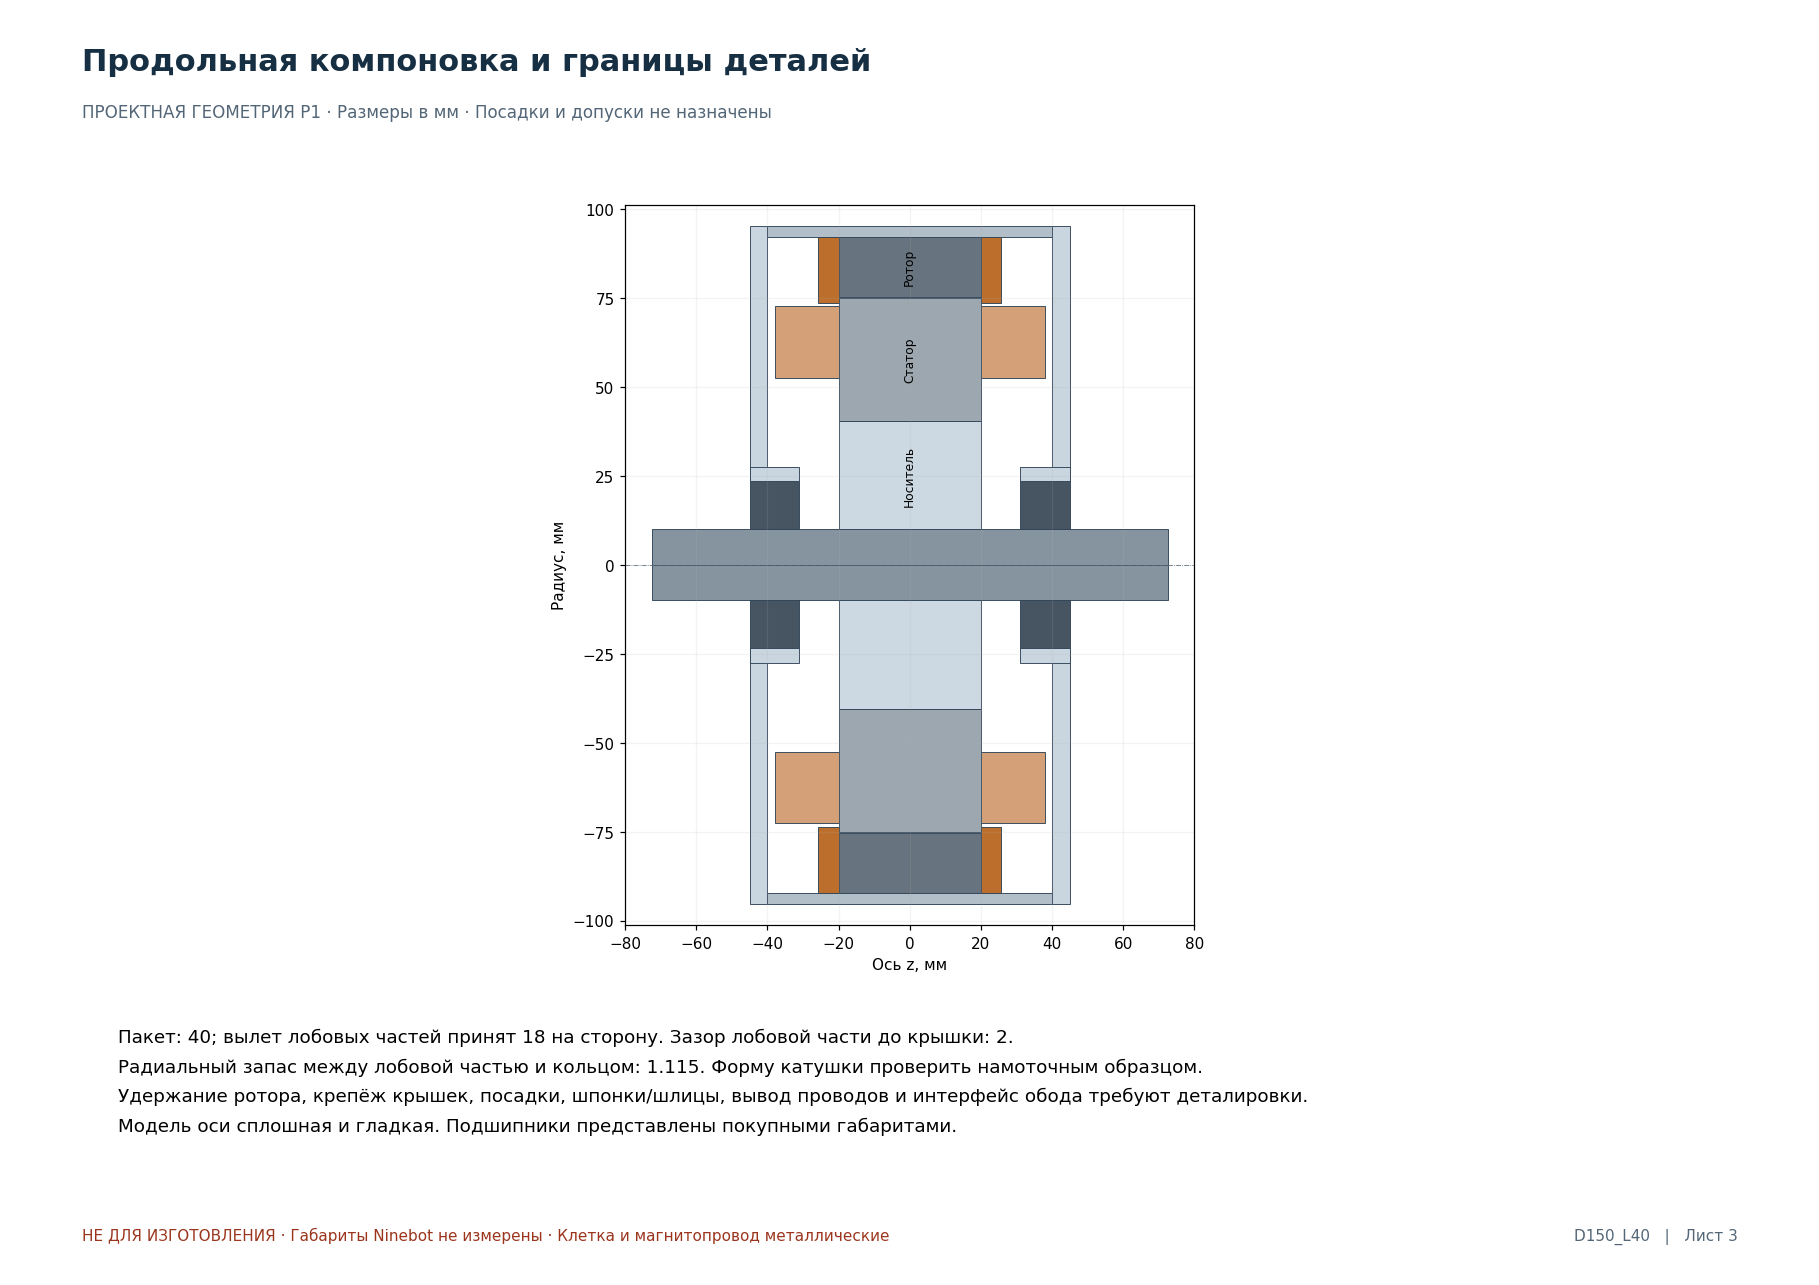 Продольная компоновка и границы деталей
ПРОЕКТНАЯ ГЕОМЕТРИЯ P1 · Размеры в мм · Посадки и допуски не назначены
100
75
50
25
0
−25
−50
−75
−100
Радиус, мм
Ротор
Статор
Носитель
−80 −60 −40 −20 0 20 40 60 80
Ось z, мм
Пакет: 40; вылет лобовых частей принят 18 на сторону. Зазор лобовой части до крышки: 2.
Радиальный запас между лобовой частью и кольцом: 1.115. Форму катушки проверить намоточным образцом.
Удержание ротора, крепёж крышек, посадки, шпонки/шлицы, вывод проводов и интерфейс обода требуют деталировки.
Модель оси сплошная и гладкая. Подшипники представлены покупными габаритами.
НЕ ДЛЯ ИЗГОТОВЛЕНИЯ · Габариты Ninebot не измерены · Клетка и магнитопровод металлические
D150_L40 | Лист 3